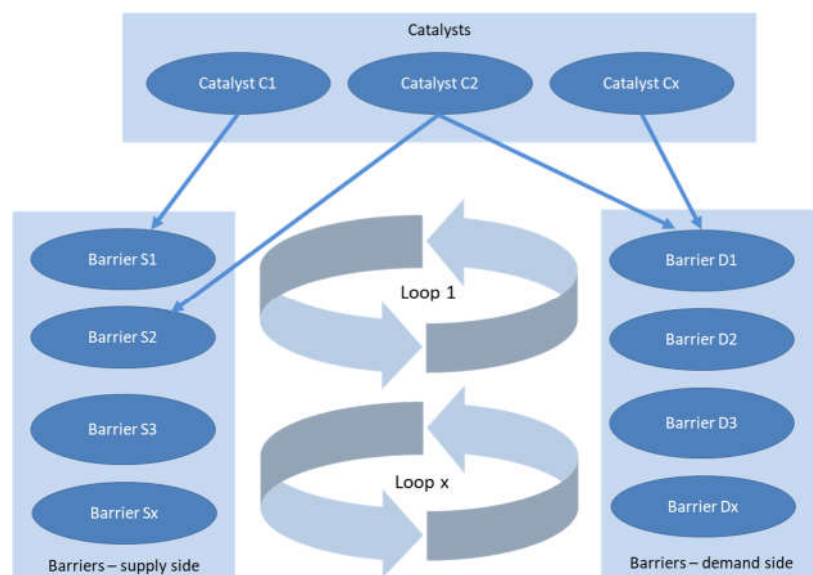 Catalysts
Catalyst C1
Catalyst C2
Catalyst Cx
Barrier S1
Barrier S2
Barrier S3
Barrier Sx
Barriers – supply side
Loop 1
Loop x
Barrier D1
Barrier D2
Barrier D3
Barrier Dx
Barriers – demand side